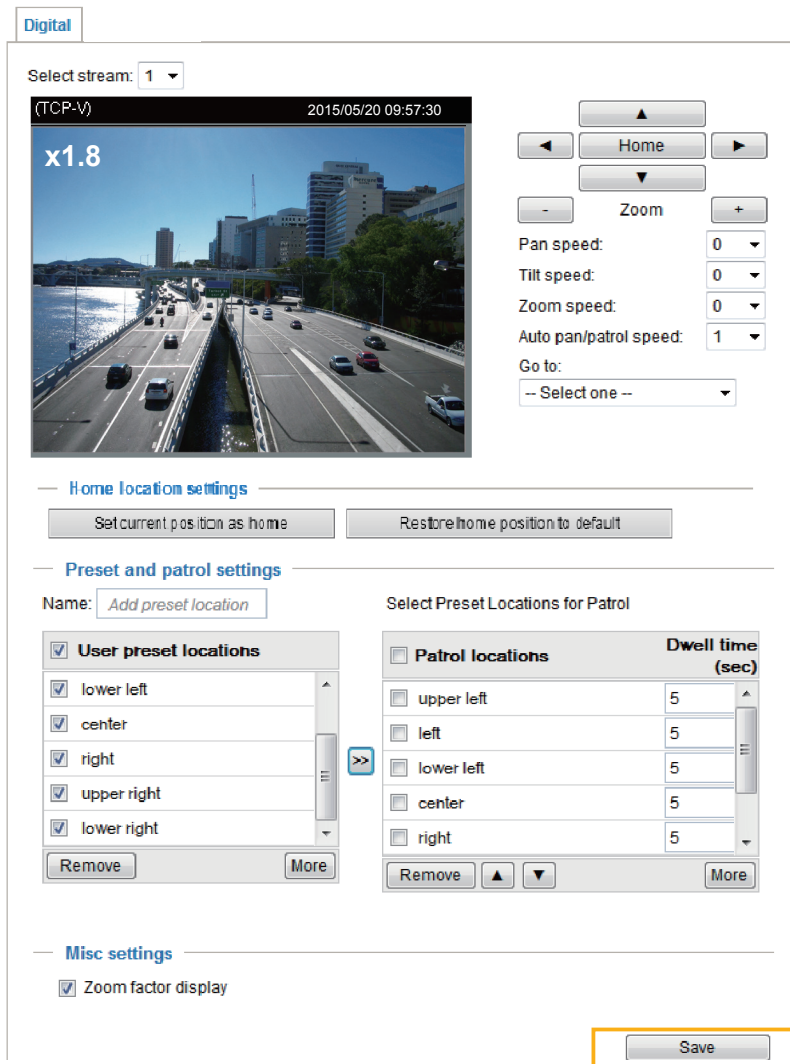 Digital
Select stream: 1
(TCP-V) 2015/05/20 09:57:30
x1.8
Home
- Zoom +
Pan speed: 0
Tilt speed: 0
Zoom speed: 0
Auto pan/patrol speed: 1
Go to:
-- Select one --
Home location settings
Set current position as home Restore home position to default
Preset and patrol settings
Name: Add preset location Select Preset Locations for Patrol
User preset locations
lower left
center
right
upper right
lower right
Remove More
>>
Patrol locations Dwell time (sec)
upper left 5
left 5
lower left 5
center 5
right 5
Remove More
Misc settings
Zoom factor display
Save